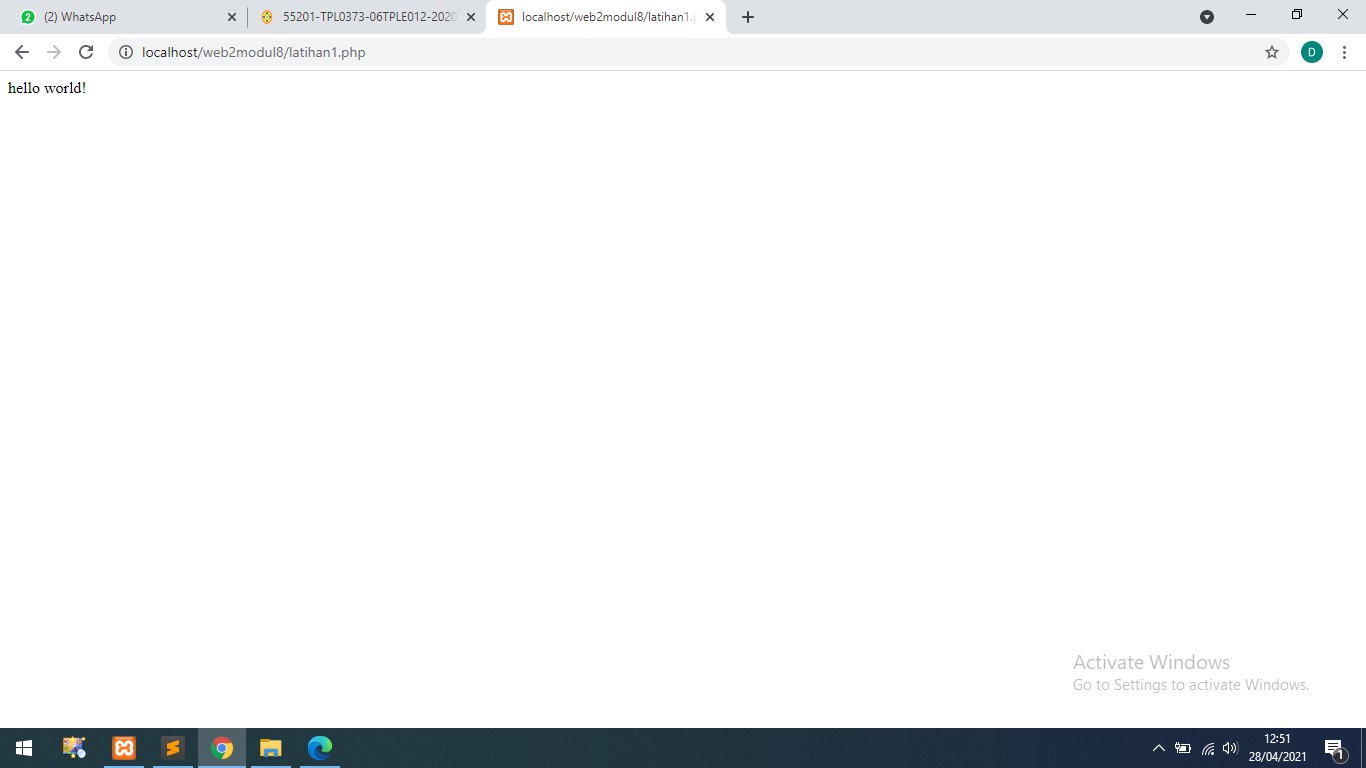 2
(2) WhatsApp
55201-TPL0373-06TPLE012-2020
localhost/web2modul8/latihan1.p
localhost/web2modul8/latihan1.php
D
hello world!
Activate Windows
Go to Settings to activate Windows.
12:51
28/04/2021
1